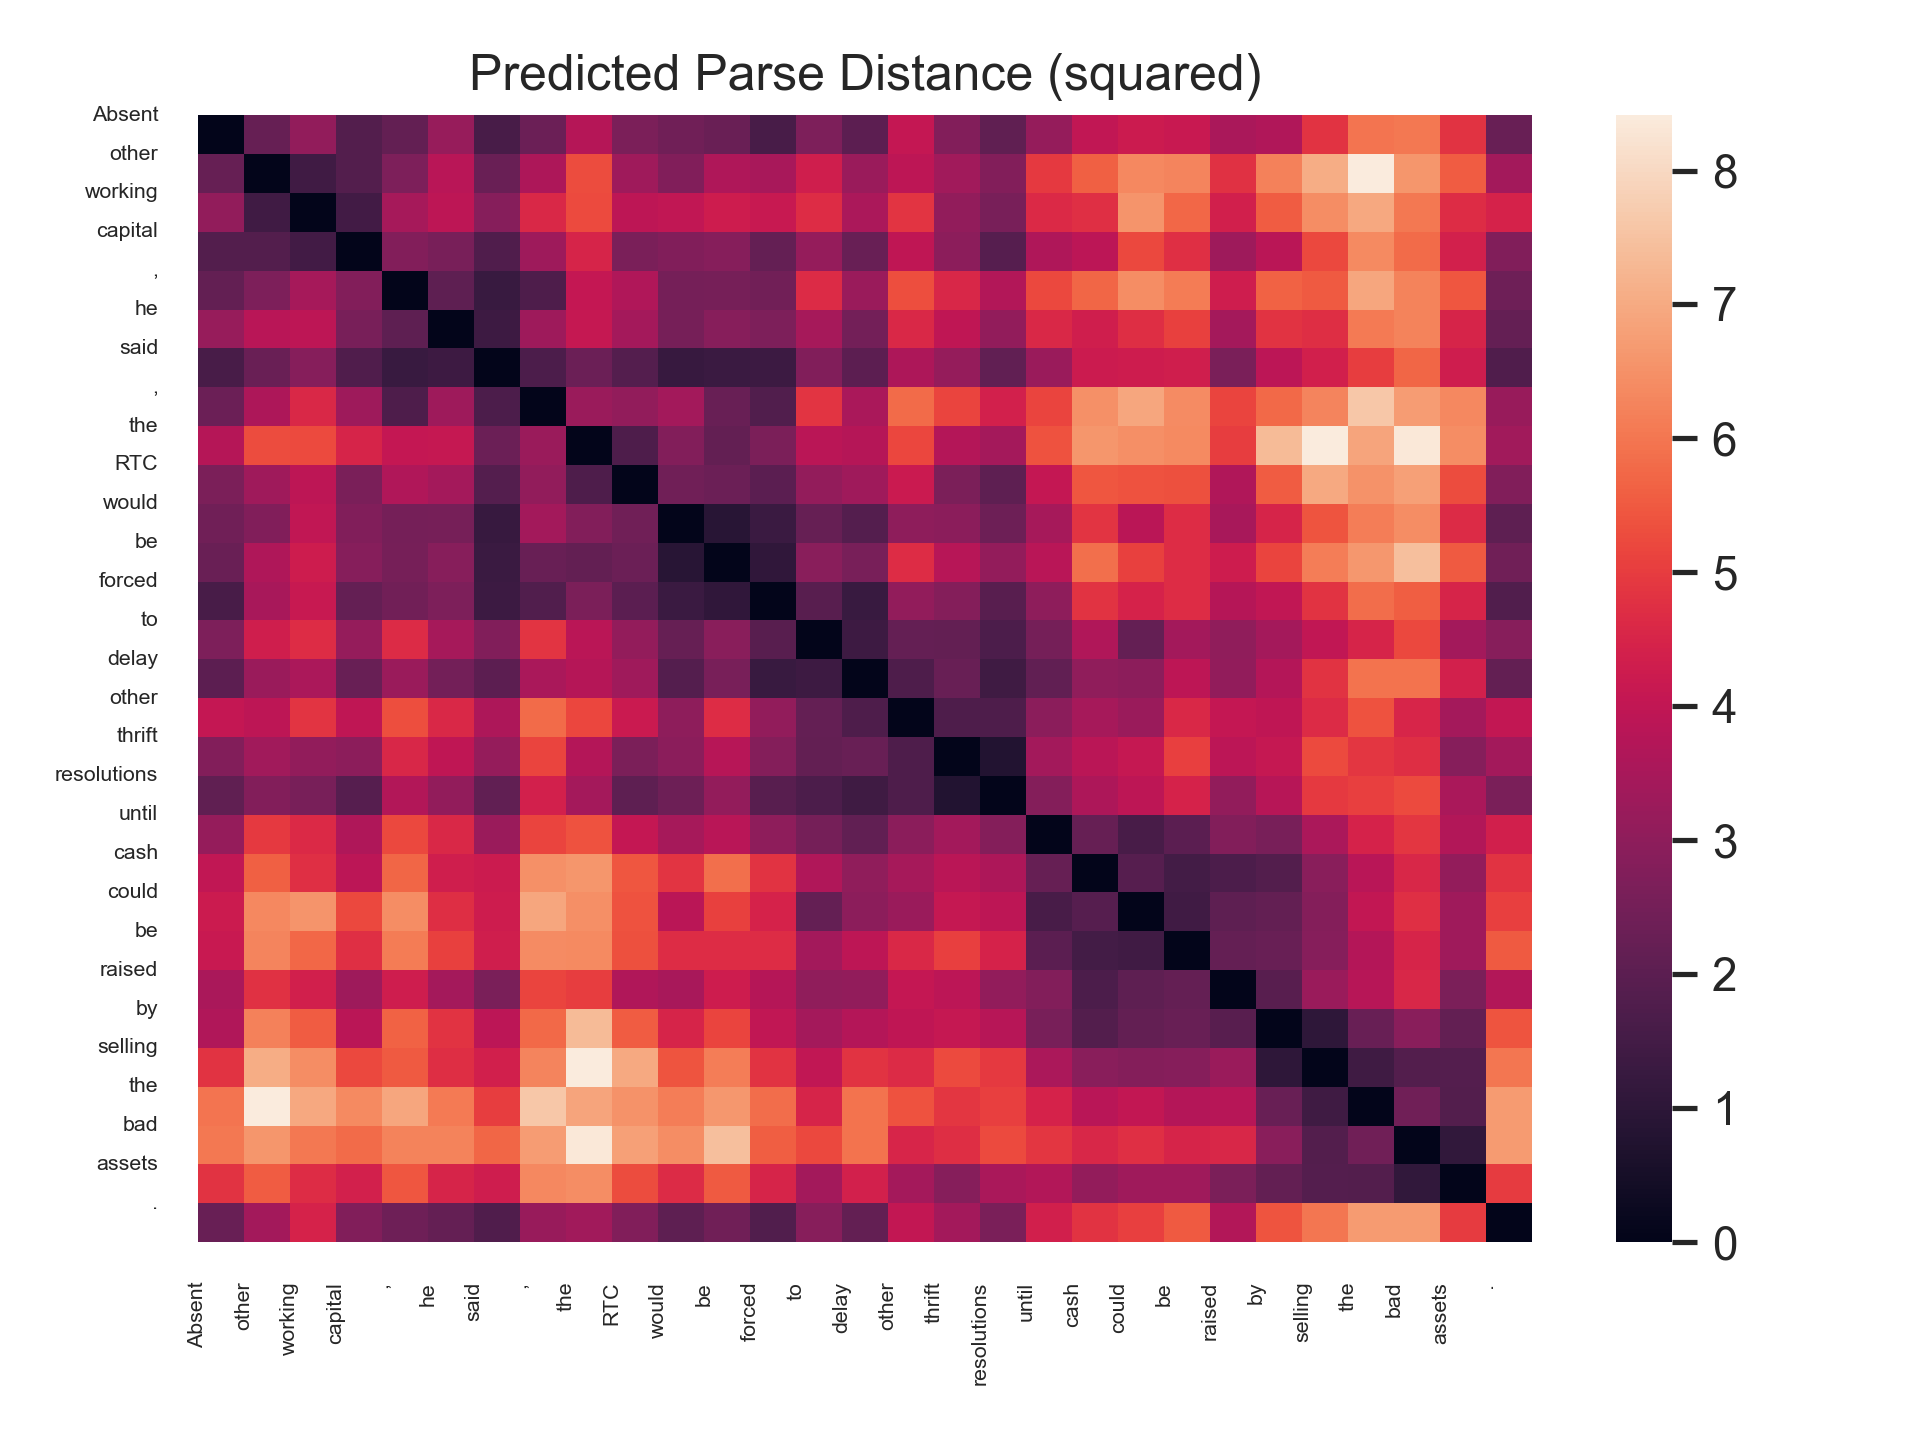 Predicted Parse Distance (squared)
Absent
other
working
capital
,
he
said
,
the
RTC
would
be
forced
to
delay
other
thrift
resolutions
until
cash
could
be
raised
by
selling
the
bad
assets
.
Absent
other
working
capital
,
he
said
,
the
RTC
would
be
forced
to
delay
other
thrift
resolutions
until
cash
could
be
raised
by
selling
the
bad
assets
.
8
7
6
5
4
3
2
1
0